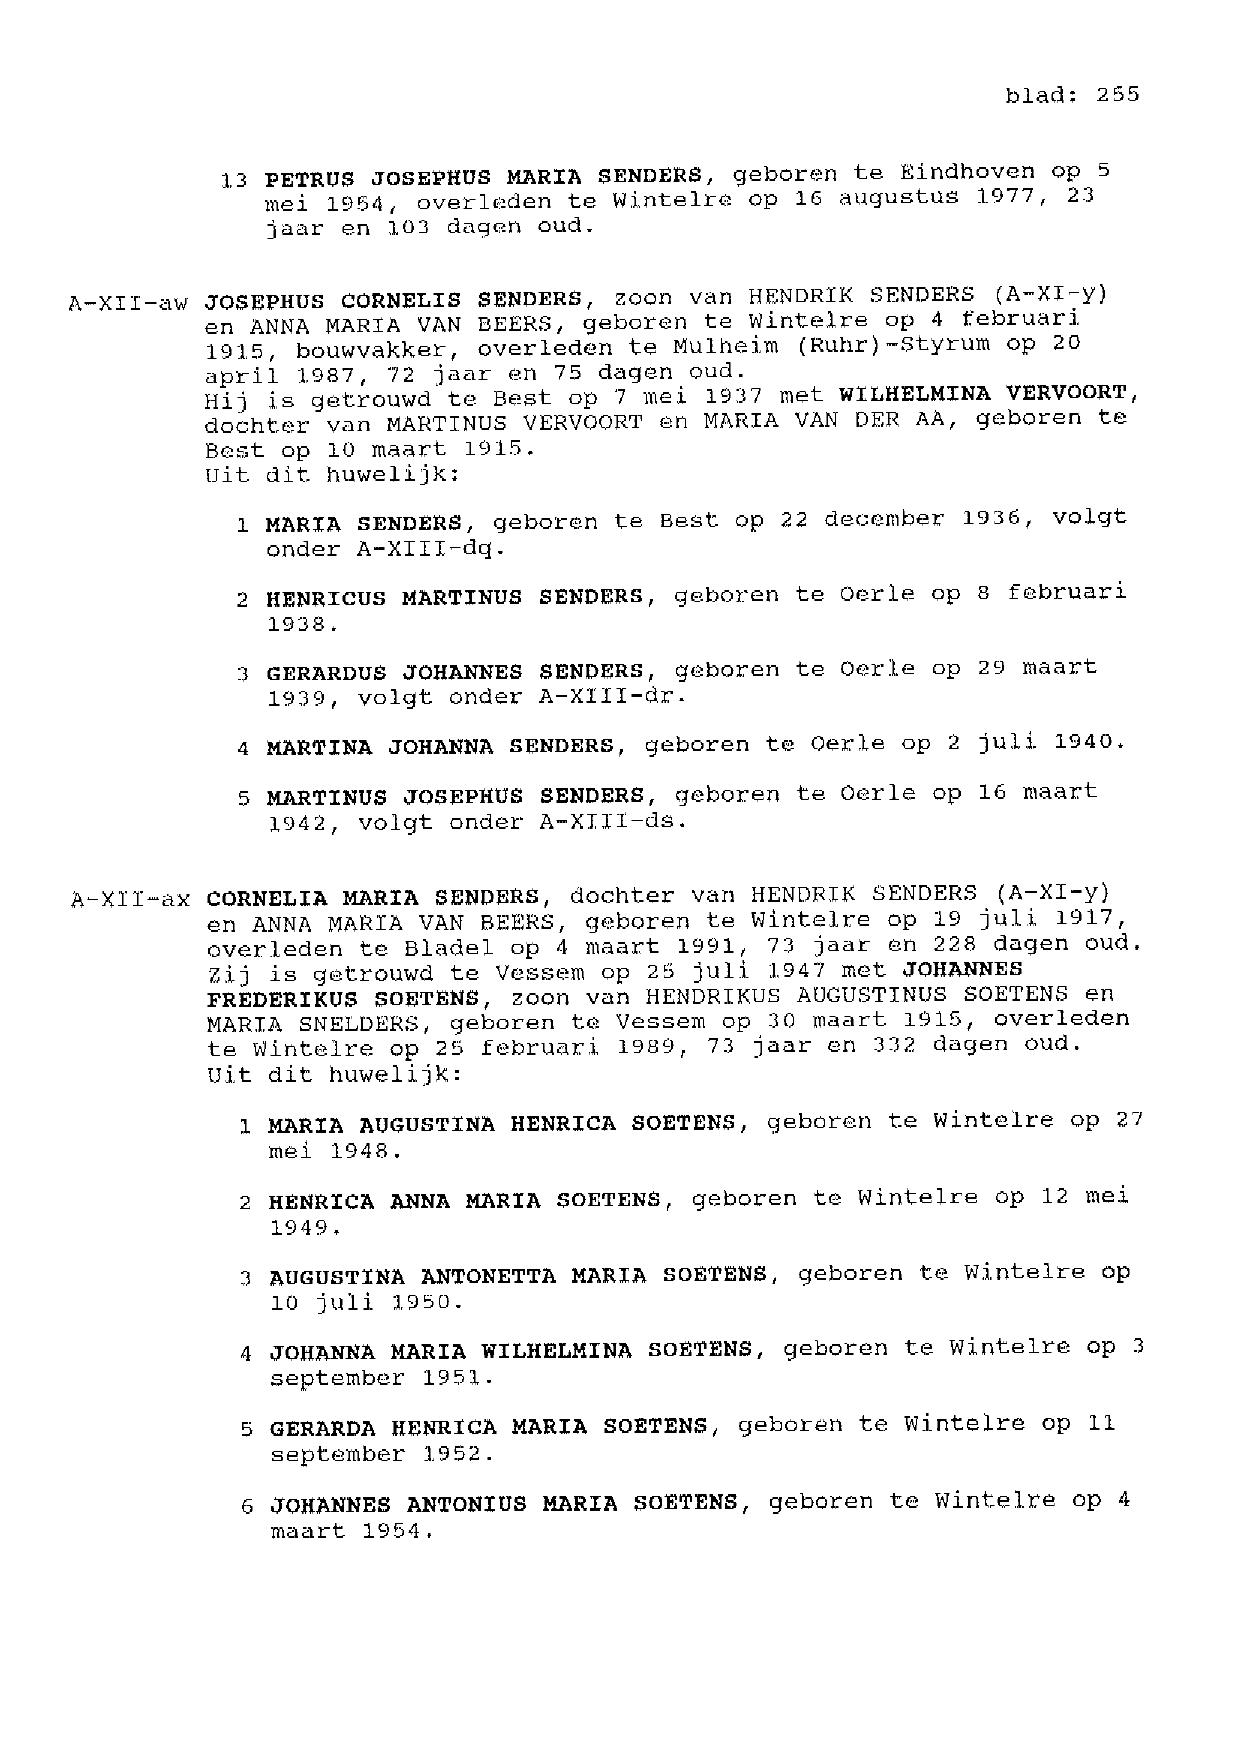 blad: 255
13 PETRUS JOSEPHUS MARIA SENDERS, geboren te Eindhoven op 5
mei 1954, overleden te Wintelre op 16 augustus 1977, 23
jaar en 103 dagen oud.
A-XII-aw JOSEPHUS CORNELIS SENDERS, zoon van HENDRIK SENDERS (A-XI-y)
en ANNA MARIA VAN BEERS, geboren te Wintelre op 4 februari
1915, bouwvakker, overleden te Mulheim (Ruhr)-Styrum op 20
april 1987, 72 jaar en 75 dagen oud.
Hij is getrouwd te Best op 7 mei 1937 met WILHELMINA VERVOORT,
dochter van MARTINUS VERVOORT en MARIA VAN DER AA, geboren te
Best op 10 maart 1915.
Uit dit huwelijk:
1 MARIA SENDERS, geboren te Best op 22 december 1936, volgt
onder A-XIII-dq.
2 HENRICUS MARTINUS SENDERS, geboren te Oerle op 8 februari
1938.
3 GERARDUS JOHANNES SENDERS, geboren te Oerle op 29 maart
1939, volgt onder A-XIII-dr.
4 MARTINA JOHANNA SENDERS, geboren te Oerle op 2 juli 1940.
5 MARTINUS JOSEPHUS SENDERS, geboren te Oerle op 16 maart
1942, volgt onder A-XIII-ds.
A-XII-ax CORNELIA MARIA SENDERS, dochter van HENDRIK SENDERS (A-XI-y)
en ANNA MARIA VAN BEERS, geboren te Wintelre op 19 juli 1917,
overleden te Bladel op 4 maart 1991, 73 jaar en 228 dagen oud.
Zij is getrouwd te Vessem op 25 juli 1947 met JOHANNES
FREDERIKUS SOETENS, zoon van HENDRIKUS AUGUSTINUS SOETENS en
MARIA SNELDERS, geboren te Vessem op 30 maart 1915, overleden
te Wintelre op 25 februari 1989, 73 jaar en 332 dagen oud.
Uit dit huwelijk:
1 MARIA AUGUSTINA HENRICA SOETENS, geboren te Wintelre op 27
mei 1948.
2 HENRICA ANNA MARIA SOETENS, geboren te Wintelre op 12 mei
1949.
3 AUGUSTINA ANTONETTA MARIA SOETENS, geboren te Wintelre op
10 juli 1950.
4 JOHANNA MARIA WILHELMINA SOETENS, geboren te Wintelre op 3
september 1951.
5 GERARDA HENRICA MARIA SOETENS, geboren te Wintelre op 11
september 1952.
6 JOHANNES ANTONIUS MARIA SOETENS, geboren te Wintelre op 4
maart 1954.